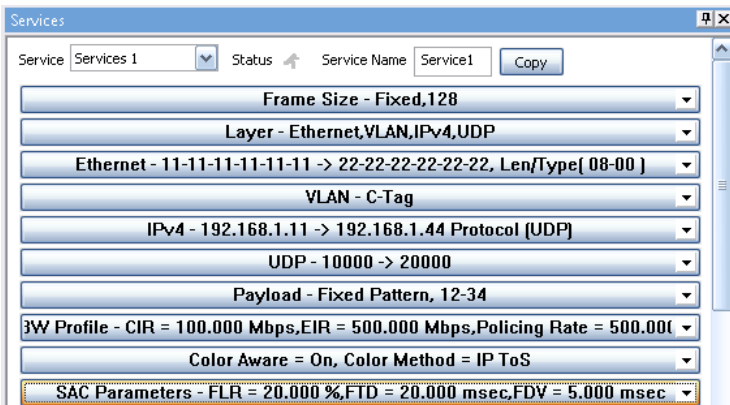 Services
Service Services 1 Status Service Name Service1 Copy
Frame Size - Fixed,128
Layer - Ethernet,VLAN,IPv4,UDP
Ethernet - 11-11-11-11-11-11 -> 22-22-22-22-22-22, Len/Type( 08-00 )
VLAN - C-Tag
IPv4 - 192.168.1.11 -> 192.168.1.44 Protocol (UDP)
UDP - 10000 -> 20000
Payload - Fixed Pattern, 12-34
BW Profile - CIR = 100.000 Mbps,EIR = 500.000 Mbps,Policing Rate = 500.00(
Color Aware = On, Color Method = IP ToS
SAC Parameters - FLR = 20.000 %,FTD = 20.000 msec,FDV = 5.000 msec